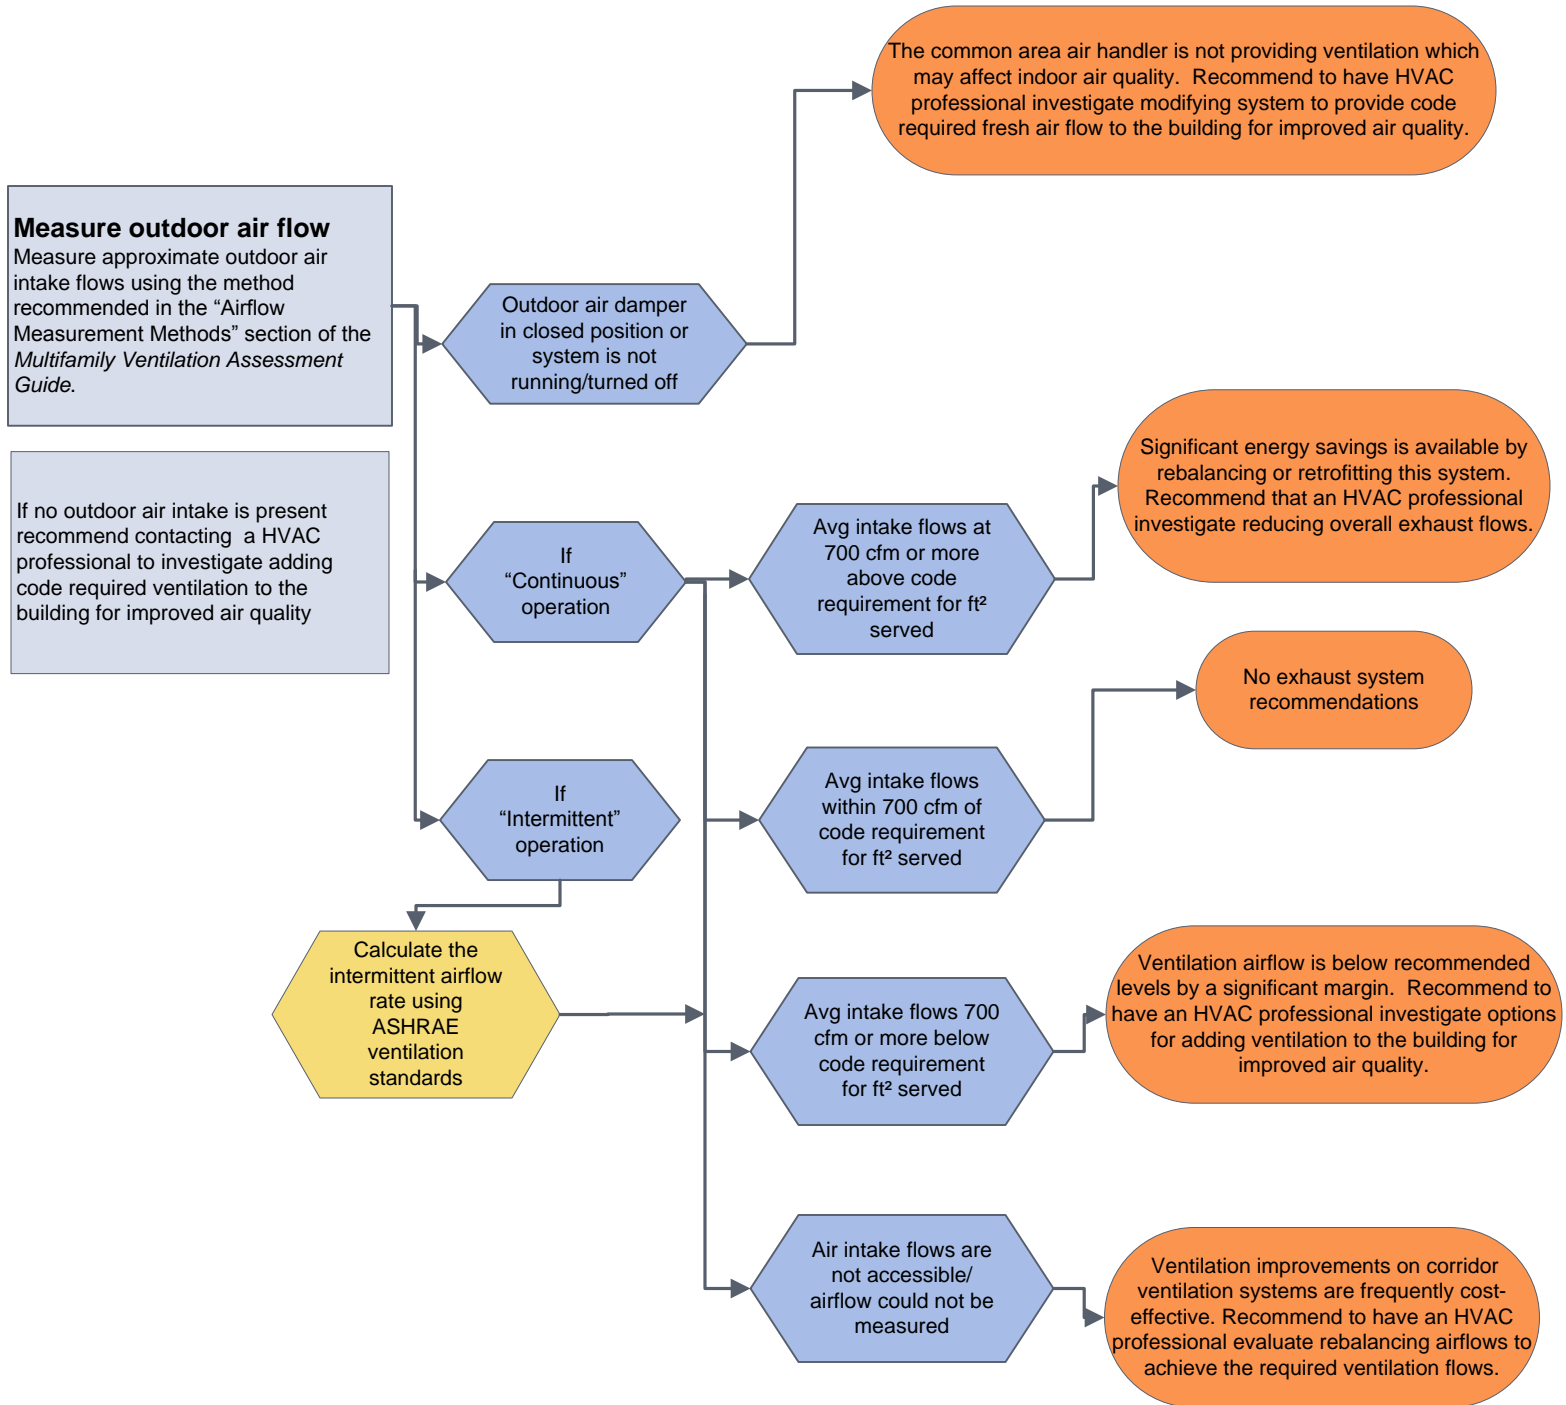 The common area air handler is not providing ventilation which
may affect indoor air quality.  Recommend to have HVAC
professional investigate modifying system to provide code
required fresh air flow to the building for improved air quality.
Measure outdoor air flow
Measure approximate outdoor air
intake flows using the method
recommended in the “Airflow
Measurement Methods” section of the
Multifamily Ventilation Assessment
Guide.
Outdoor air damper
in closed position or
system is not
running/turned off
If no outdoor air intake is present
recommend contacting  a HVAC
professional to investigate adding
code required ventilation to the
building for improved air quality
If
“Continuous”
operation
Avg intake flows at
700 cfm or more
above code
requirement for ft²
served
Significant energy savings is available by
rebalancing or retrofitting this system.
Recommend that an HVAC professional
investigate reducing overall exhaust flows.
No exhaust system
recommendations
If
“Intermittent”
operation
Avg intake flows
within 700 cfm of
code requirement
for ft² served
Calculate the
intermittent airflow
rate using
ASHRAE
ventilation
standards
Avg intake flows 700
cfm or more below
code requirement
for ft² served
Ventilation airflow is below recommended
levels by a significant margin.  Recommend to
have an HVAC professional investigate options
for adding ventilation to the building for
improved air quality.
Air intake flows are
not accessible/
airflow could not be
measured
Ventilation improvements on corridor
ventilation systems are frequently cost-
effective. Recommend to have an HVAC
professional evaluate rebalancing airflows to
achieve the required ventilation flows.